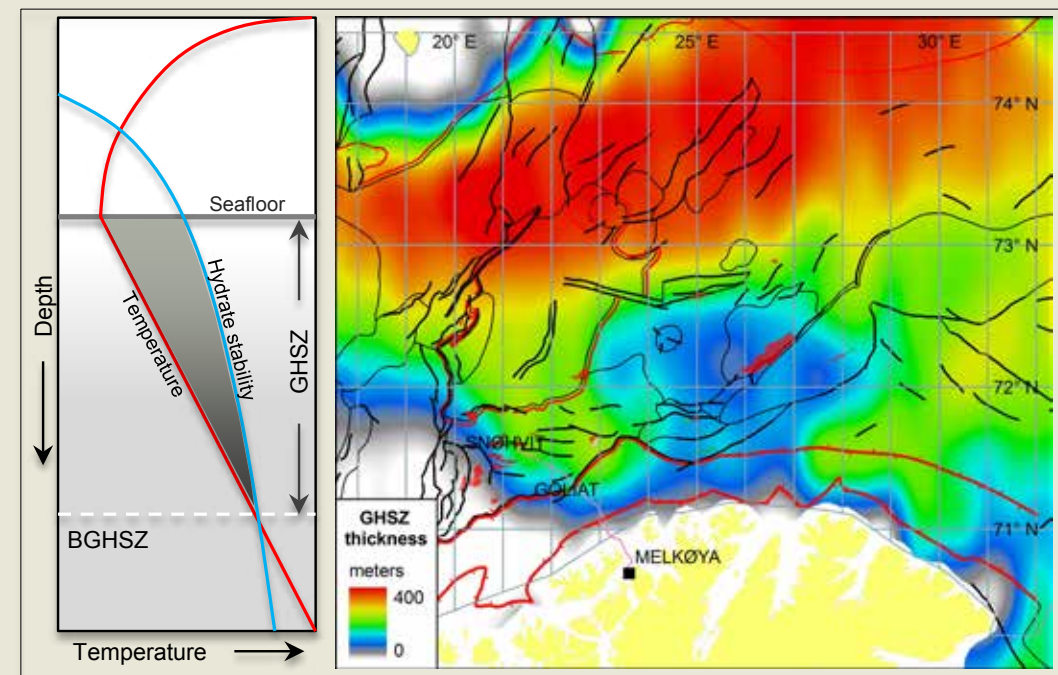 Seafloor
Depth
Temperature
Hydrate stability
GHSZ
BGHSZ
Temperature
20° E
25° E
30° E
74° N
73° N
72° N
71° N
SNØHVIT
GOLIAT
MELKØYA
GHSZ
thickness
meters
400
0